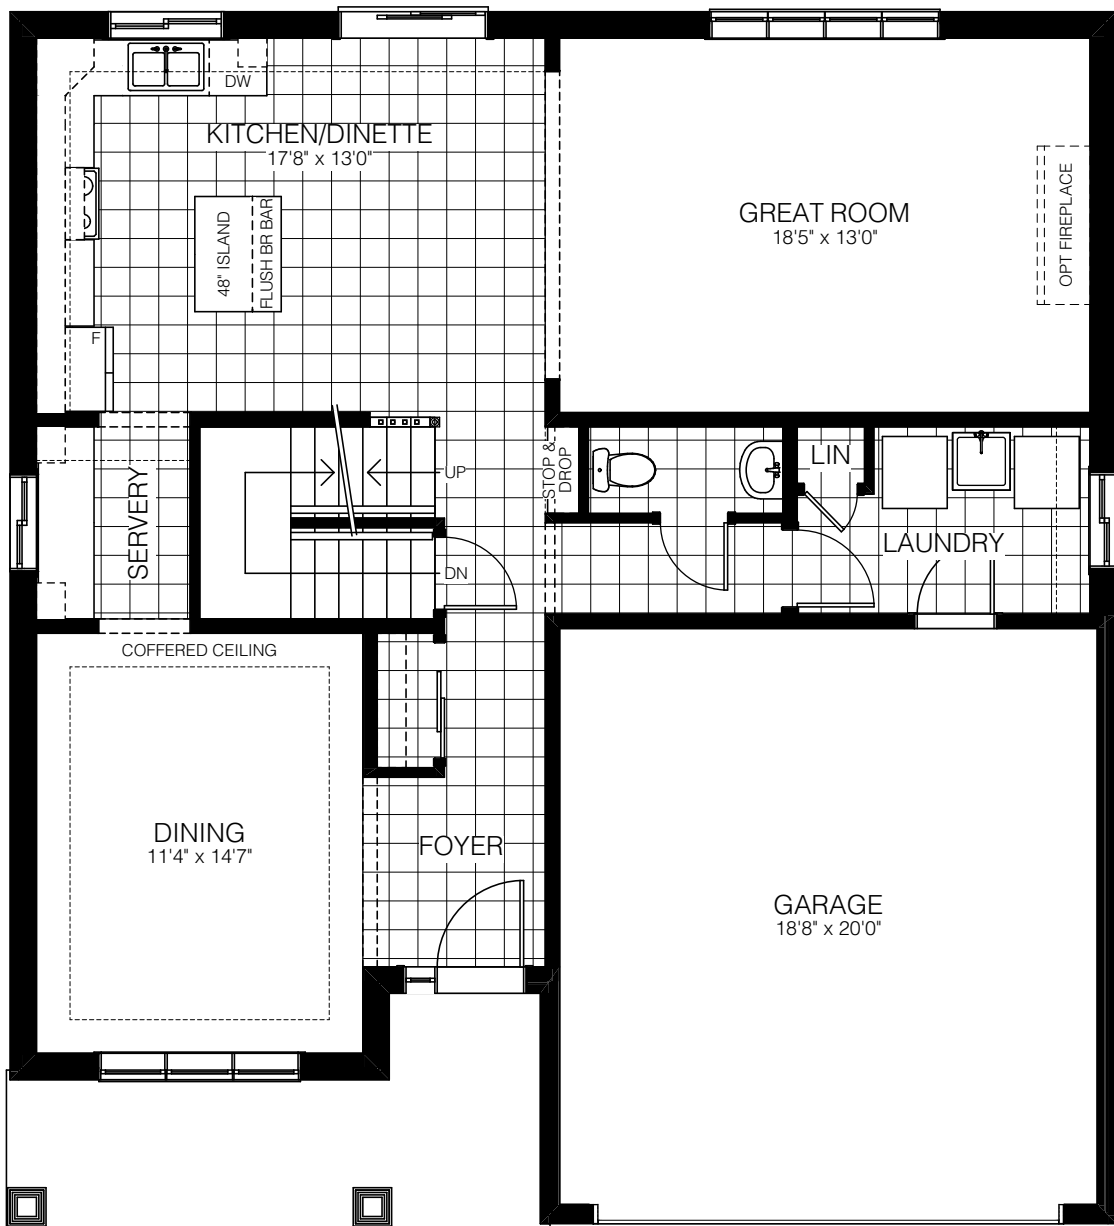 DW
KITCHEN/DINETTE
17'8" x 13'0"
48" ISLAND
FLUSH BR BAR
F
GREAT ROOM
18'5" x 13'0"
OPT FIREPLACE
SERVERY
UP
DN
STOP &
DROP
LIN
LAUNDRY
COFFERED CEILING
DINING
11'4" x 14'7"
FOYER
GARAGE
18'8" x 20'0"